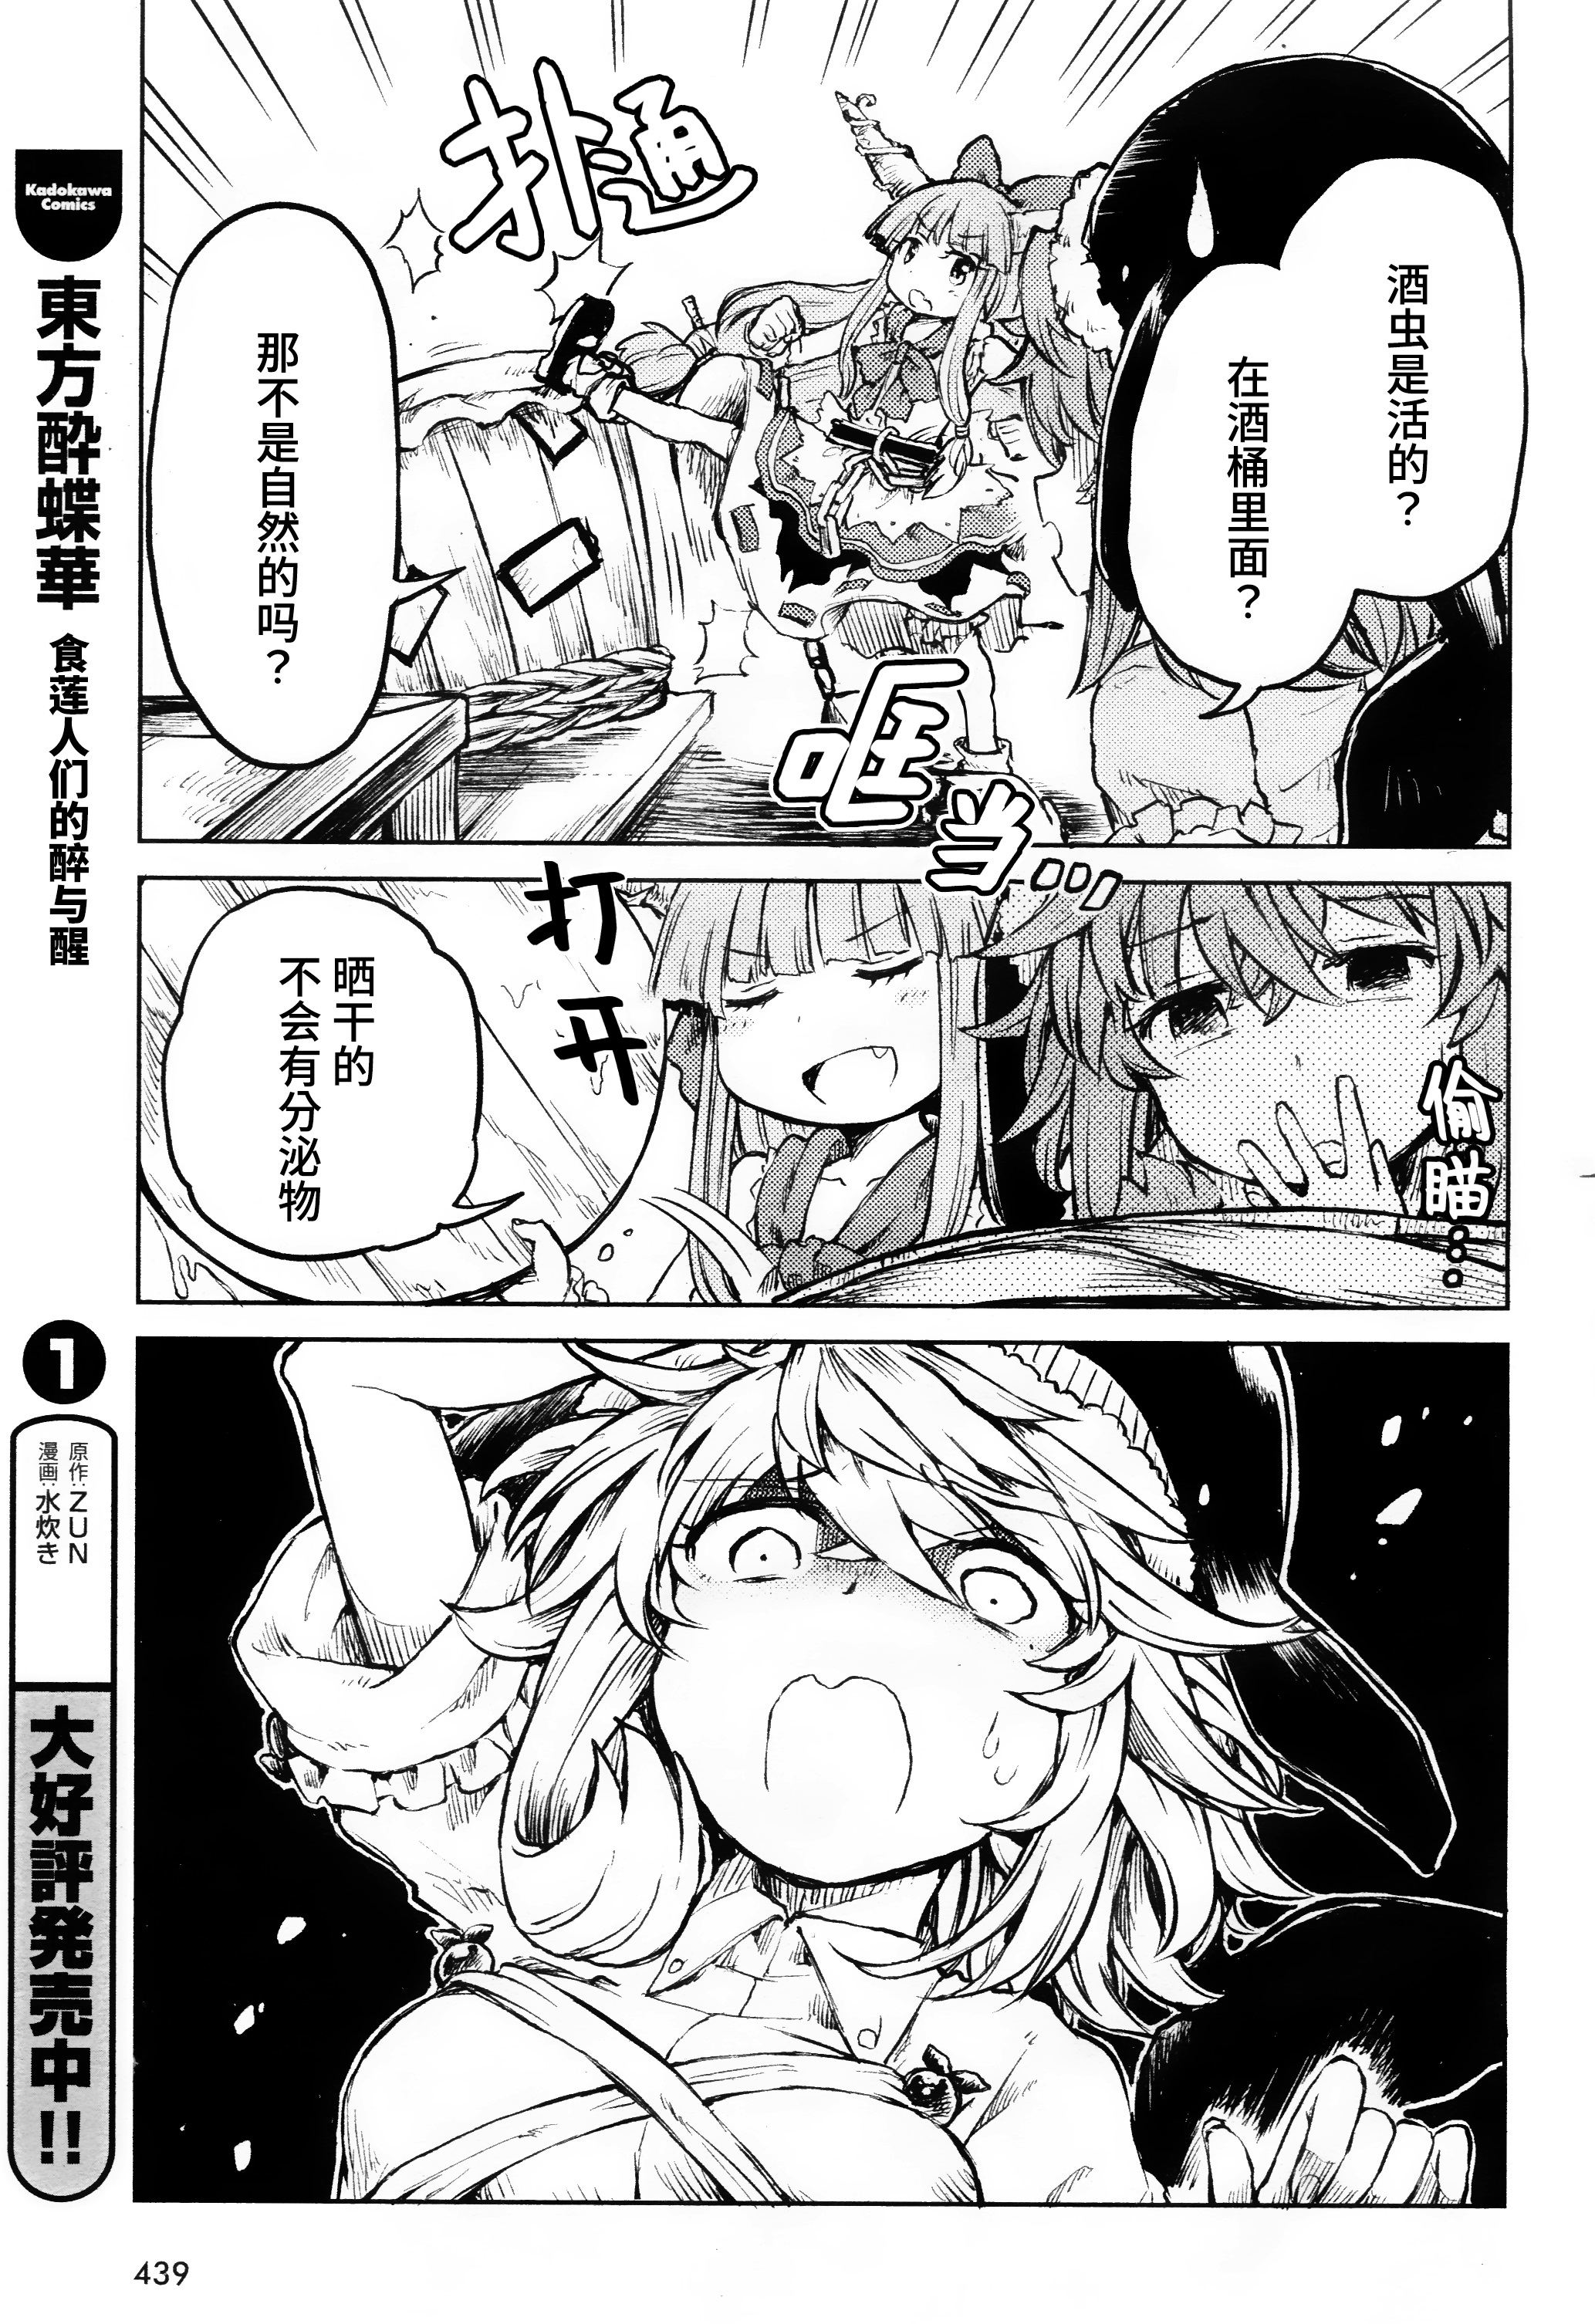 酒虫是活的？
在酒桶里面？
扑通
那不是自然的吗？
哐当…
偷瞄…
打开
晒干的
不会有分泌物
Kadokawa
Comics
東方酔蝶華
食莲人们的醉与醒
1
原作:ZUN
漫画:水炊き
大好評発売中!!
439